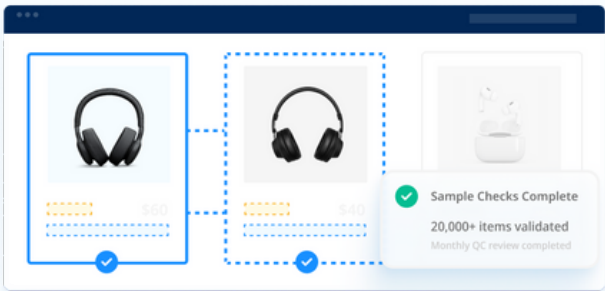 $60
$40
Sample Checks Complete
20,000+ items validated
Monthly QC review completed